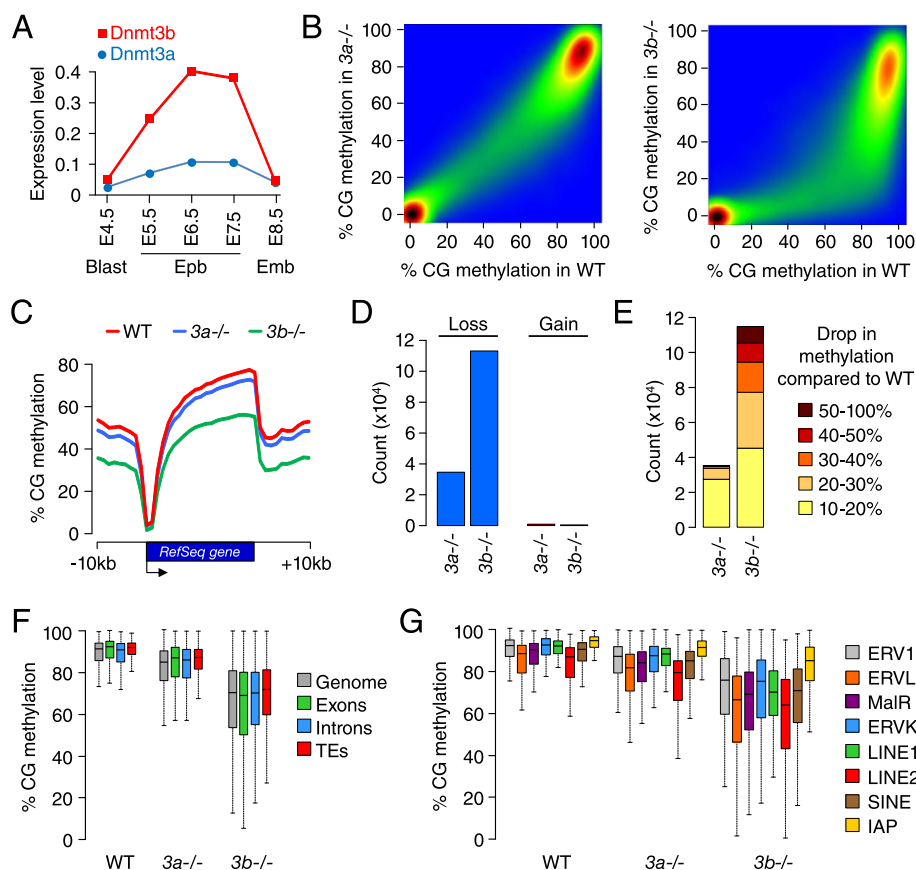 A
Dnmt3b
Dnmt3a
Expression level
0.4
0.2
0.1
0
E4.5
E5.5
E6.5
E7.5
E8.5
Blast
Epb
Emb
B
% CG methylation in 3a-/-
100
80
60
40
20
0
0 20 40 60 80 100
% CG methylation in WT
% CG methylation in 3b-/-
100
80
60
40
20
0
0 20 40 60 80 100
% CG methylation in WT
C
WT
3a-/-
3b-/-
% CG methylation
80
60
40
20
0
RefSeq gene
-10kb
+10kb
D
Loss
Gain
Count (x10⁴)
12
10
8
6
4
2
0
3a-/-
3b-/-
3a-/-
3b-/-
E
Count (x10⁴)
12
10
8
6
4
2
0
3a-/-
3b-/-
Drop in
methylation
compared to WT
50-100%
40-50%
30-40%
20-30%
10-20%
F
% CG methylation
100
80
60
40
20
0
WT
3a-/-
3b-/-
Genome
Exons
Introns
TEs
G
% CG methylation
100
80
60
40
20
0
WT
3a-/-
3b-/-
ERV1
ERVL
MalR
ERVK
LINE1
LINE2
SINE
IAP